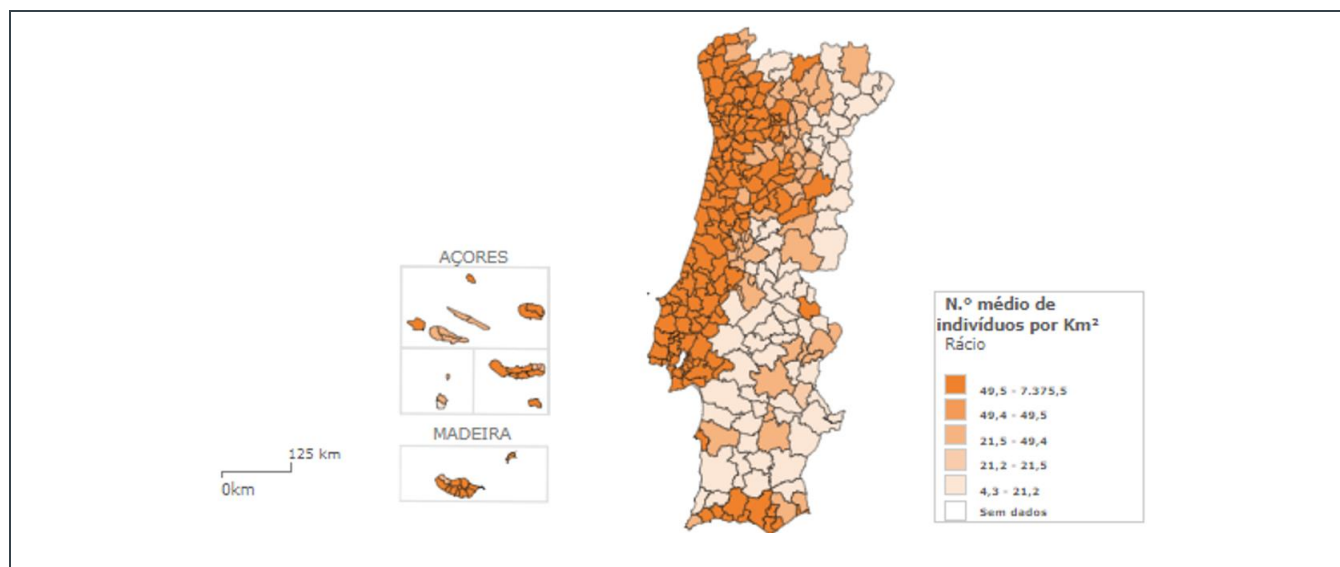 AÇORES
MADEIRA
125 km
0km
N.° médio de
indivíduos por Km²
Rácio
49,5 - 7.375,5
49,4 - 49,5
21,5 - 49,4
21,2 - 21,5
4,3 - 21,2
Sem dados